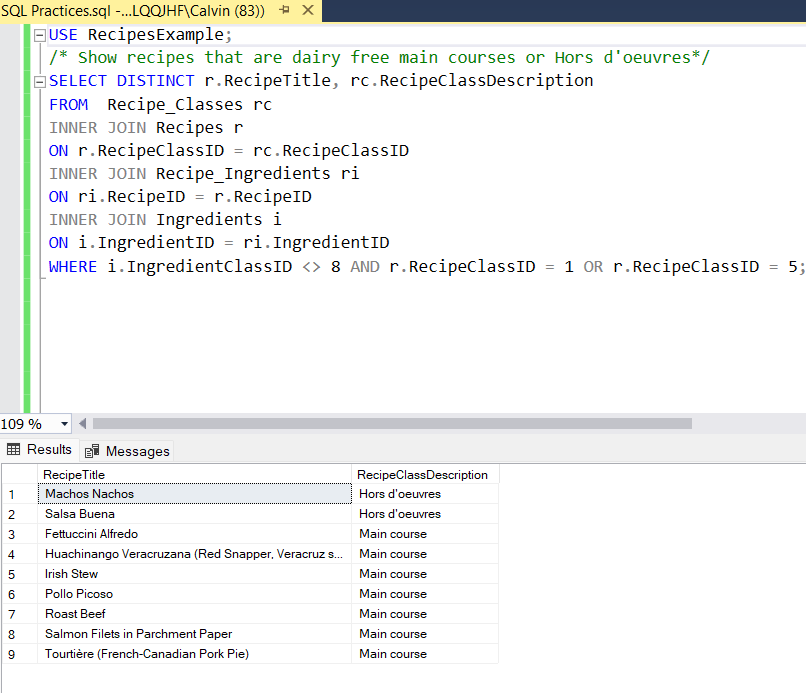 SQL Practices.sql -...LQQJHF\Calvin (83))
USE RecipesExample;
/* Show recipes that are dairy free main courses or Hors d'oeuvres*/
SELECT DISTINCT r.RecipeTitle, rc.RecipeClassDescription
FROM  Recipe_Classes rc
INNER JOIN Recipes r
ON r.RecipeClassID = rc.RecipeClassID
INNER JOIN Recipe_Ingredients ri
ON ri.RecipeID = r.RecipeID
INNER JOIN Ingredients i
ON i.IngredientID = ri.IngredientID
WHERE i.IngredientClassID <> 8 AND r.RecipeClassID = 1 OR r.RecipeClassID = 5;
109 %
Results Messages
RecipeTitle RecipeClassDescription
1 Machos Nachos Hors d'oeuvres
2 Salsa Buena Hors d'oeuvres
3 Fettuccini Alfredo Main course
4 Huachinango Veracruzana (Red Snapper, Veracruz s... Main course
5 Irish Stew Main course
6 Pollo Picoso Main course
7 Roast Beef Main course
8 Salmon Filets in Parchment Paper Main course
9 Tourtière (French-Canadian Pork Pie) Main course